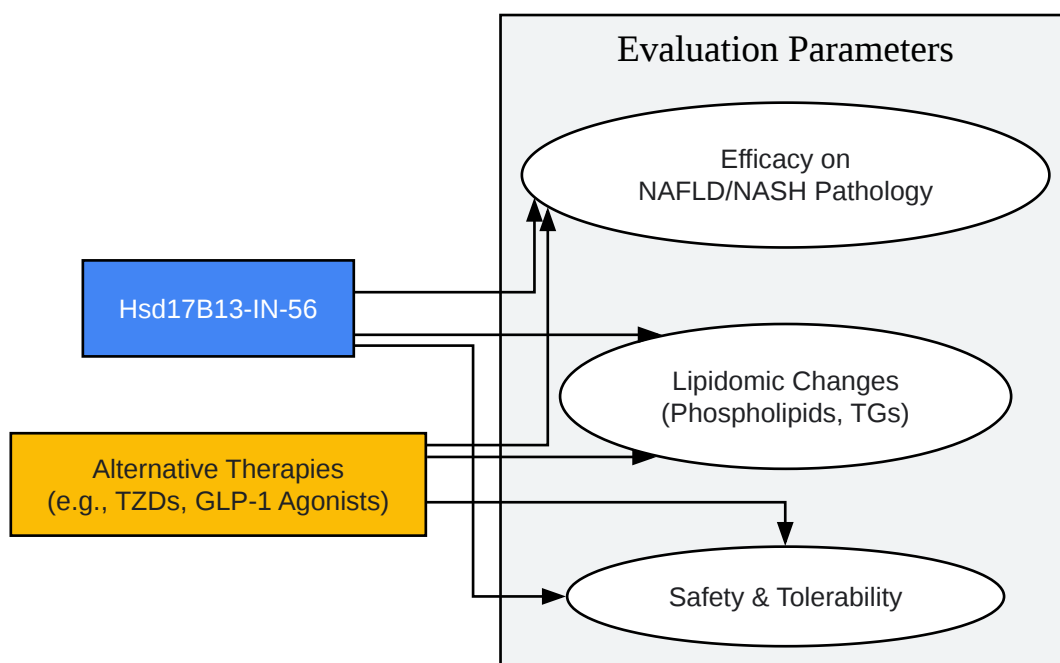 Evaluation Parameters
Efficacy on
NAFLD/NASH Pathology
Hsd17B13-IN-56
Lipidomic Changes
(Phospholipids, TGs)
Alternative Therapies
(e.g., TZDs, GLP-1 Agonists)
Safety & Tolerability